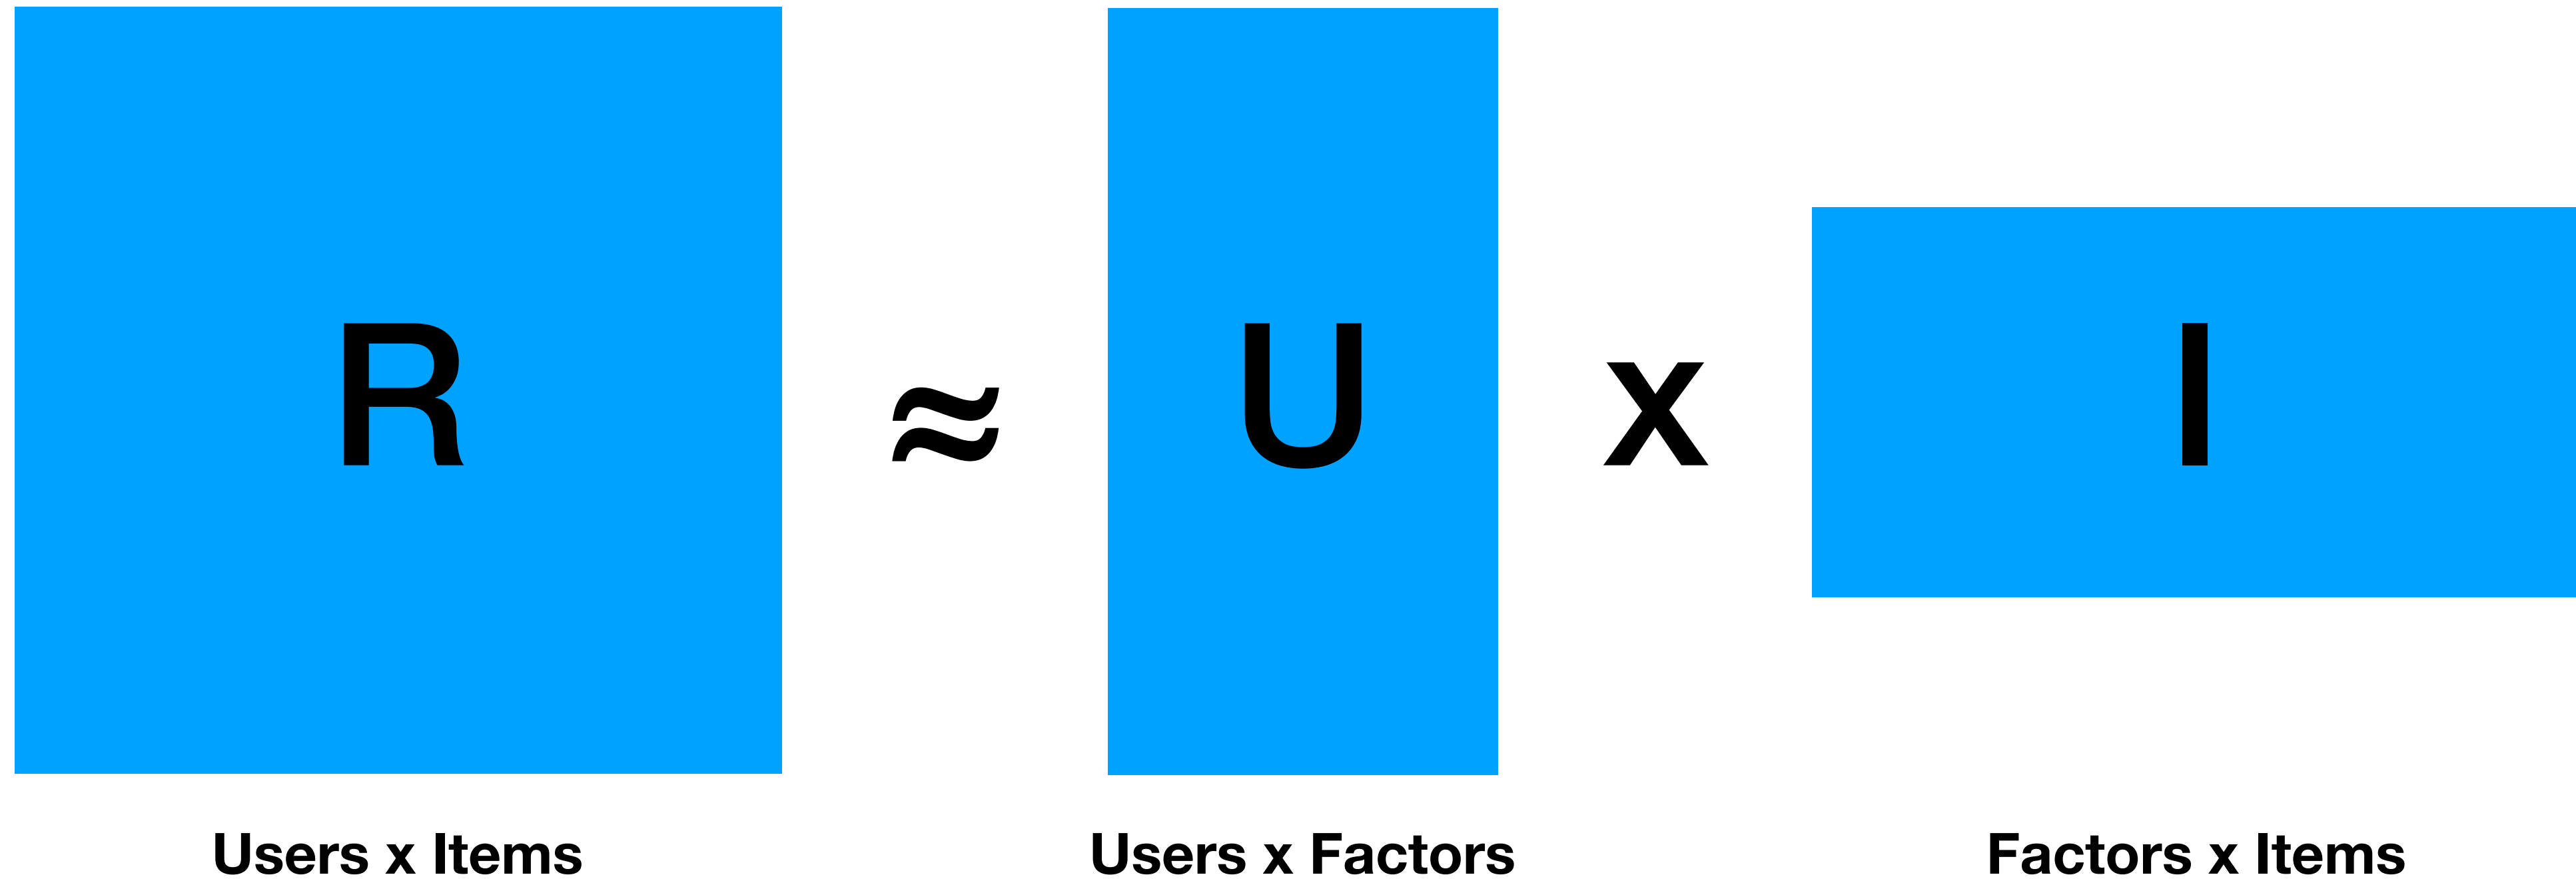 R ≈ U x I
Users x Items Users x Factors Factors x Items